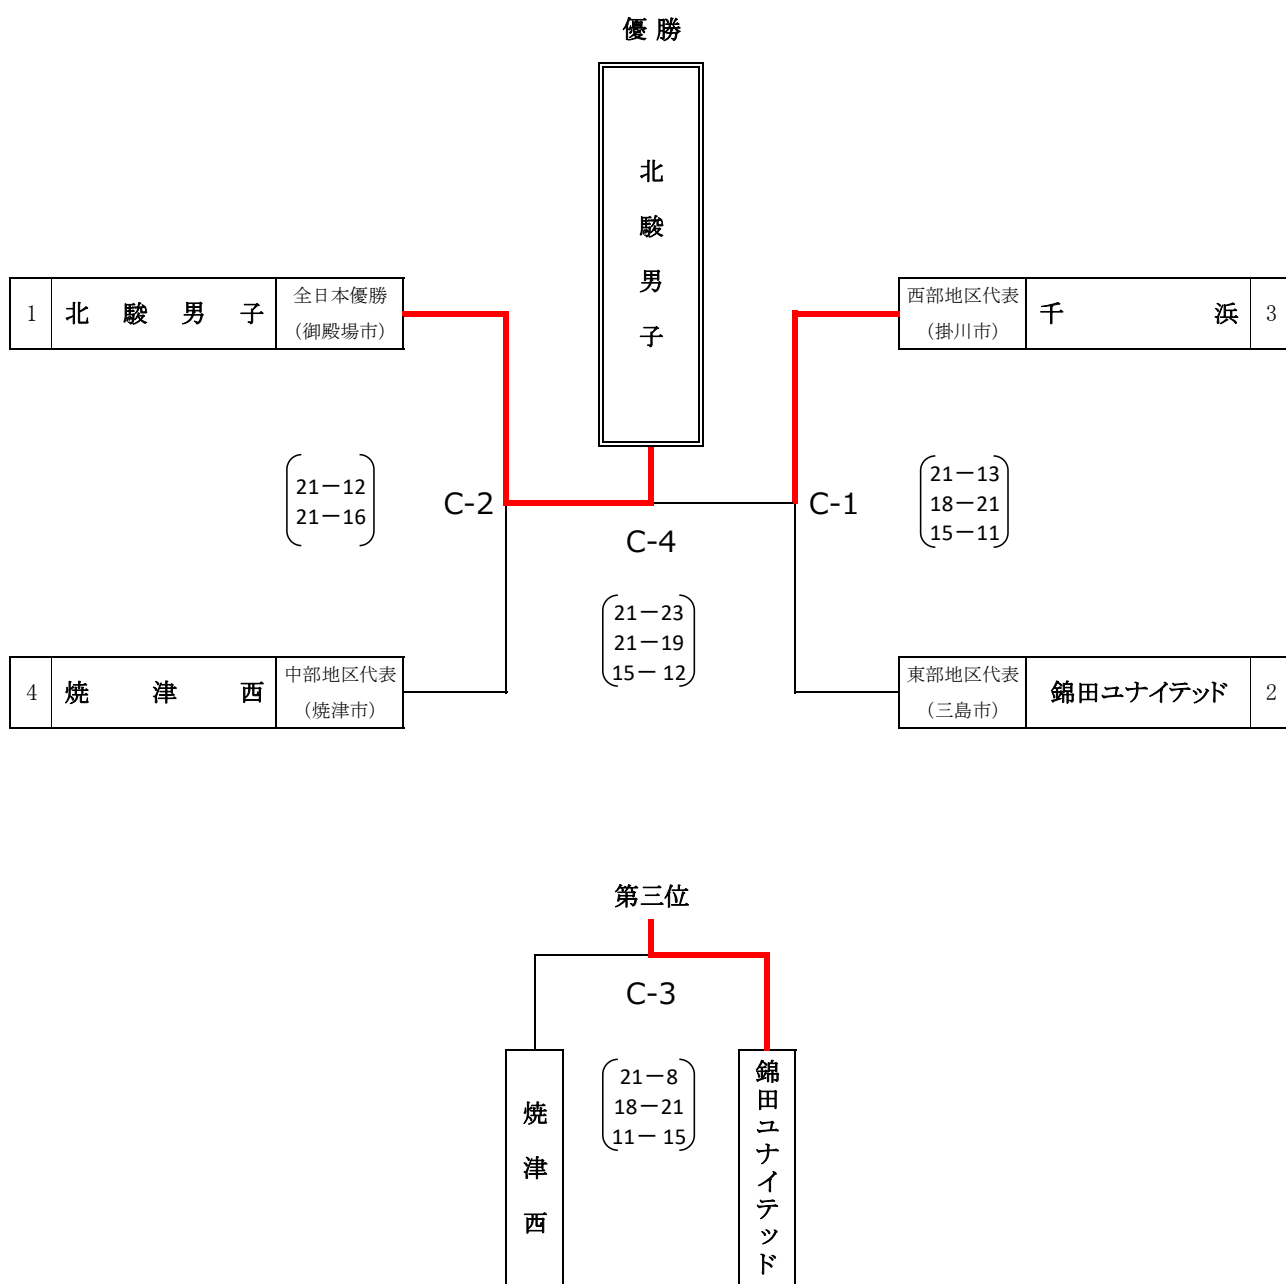 優 勝
北駿男子
1 北駿男子 全日本優勝
（御殿場市）
西部地区代表 千浜 3
（掛川市）
21－12
21－16
C-2
C-4
C-1
21－13
18－21
15－11
21－23
21－19
15－12
4 焼津西 中部地区代表
（焼津市）
東部地区代表 錦田ユナイテッド 2
（三島市）
第三位
C-3
21－8
18－21
11－15
焼津西
錦田ユナイテッド